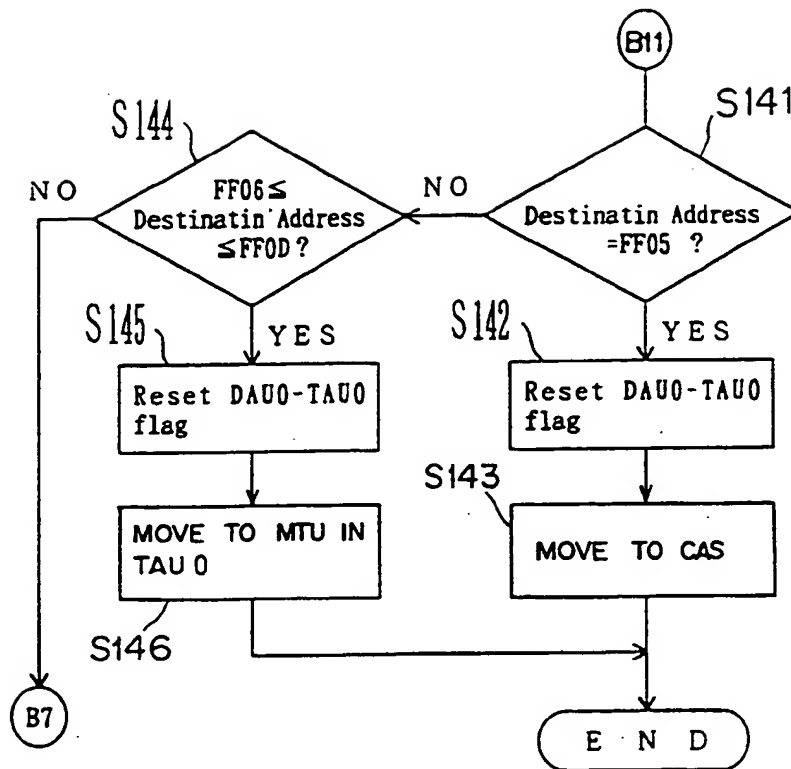 B11
S141
Destinatin Address
=FF05 ?
NO
YES
S142
Reset DAU0-TAU0
flag
S143
MOVE TO CAS
S144
FF06≦
Destinatin Address
≦FF0D?
NO
YES
S145
Reset DAU0-TAU0
flag
MOVE TO MTU IN
TAU 0
S146
B7
END